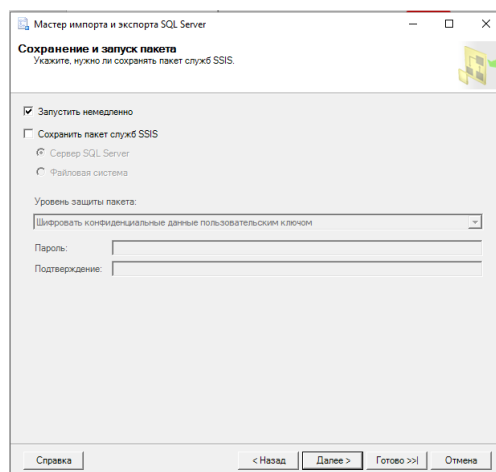 Мастер импорта и экспорта SQL Server
Сохранение и запуск пакета
Укажите, нужно ли сохранять пакет служб SSIS.
Запустить немедленно
Сохранить пакет служб SSIS
Сервер SQL Server
Файловая система
Уровень защиты пакета:
Шифровать конфиденциальные данные пользовательским ключом
Пароль:
Подтверждение:
Справка
< Назад
Далее >
Готово >>|
Отмена